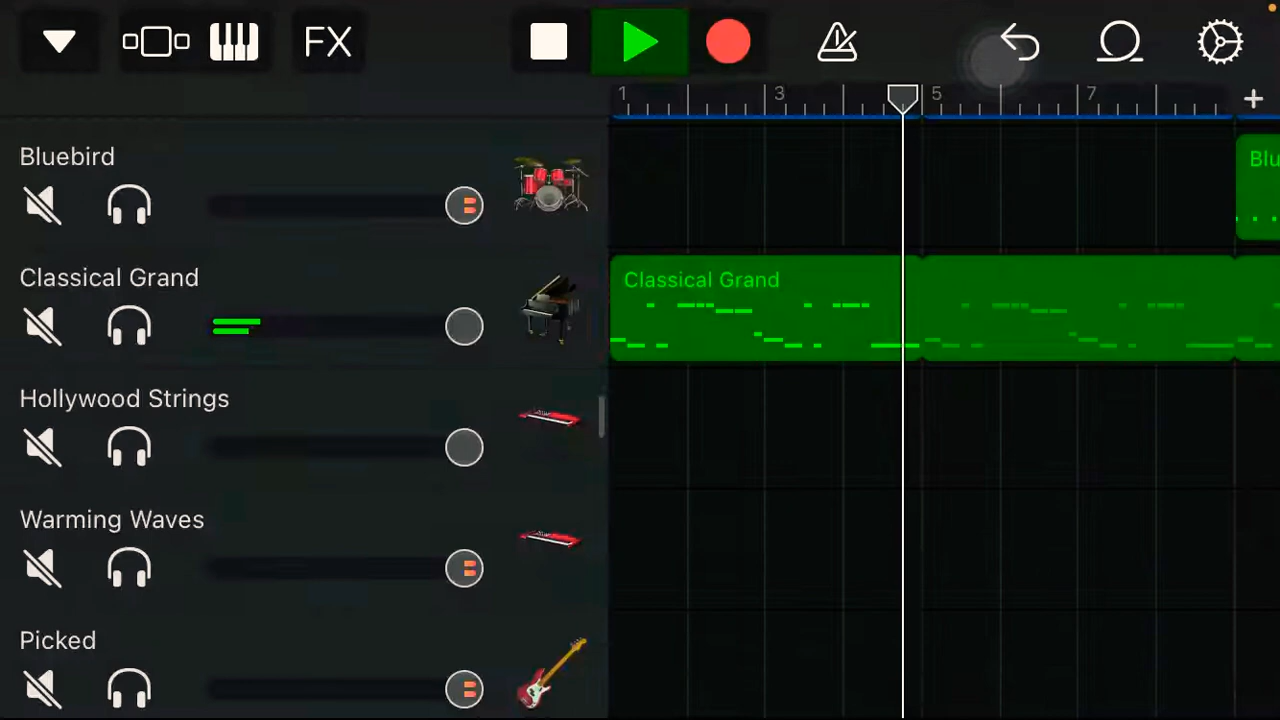 FX
1 3 5 7 +
Bluebird
Blu
Classical Grand
Classical Grand
Hollywood Strings
Warming Waves
Picked